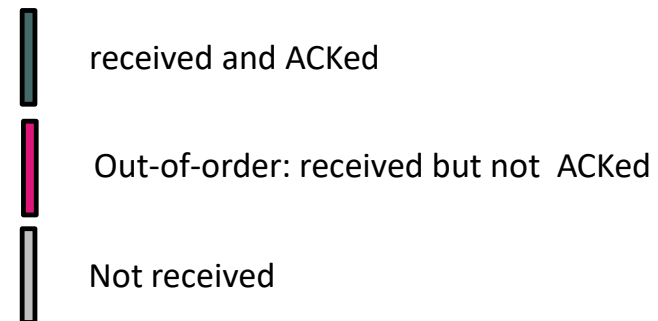 received and ACKed
Out-of-order: received but not ACKed
Not received